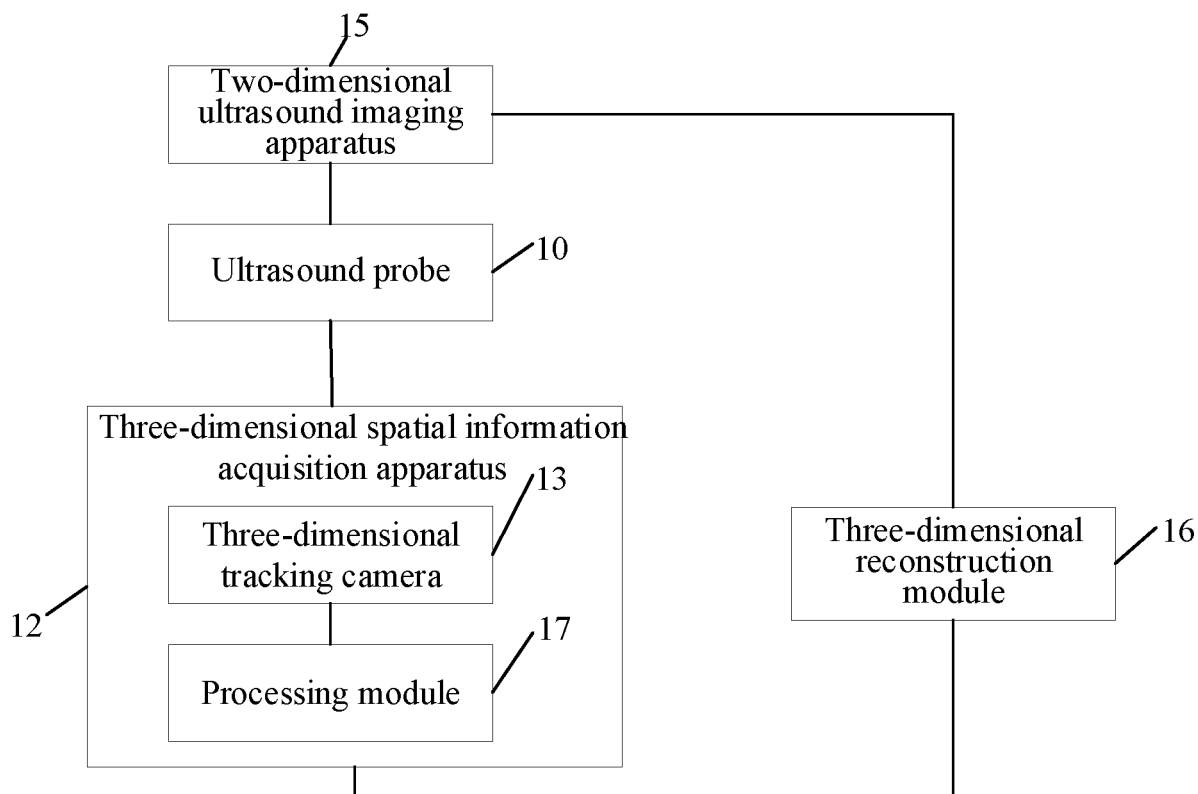 15
Two-dimensional
ultrasound imaging
apparatus
Ultrasound probe
10
Three-dimensional spatial information
acquisition apparatus
13
Three-dimensional
tracking camera
12
17
Processing module
Three-dimensional
reconstruction
module
16